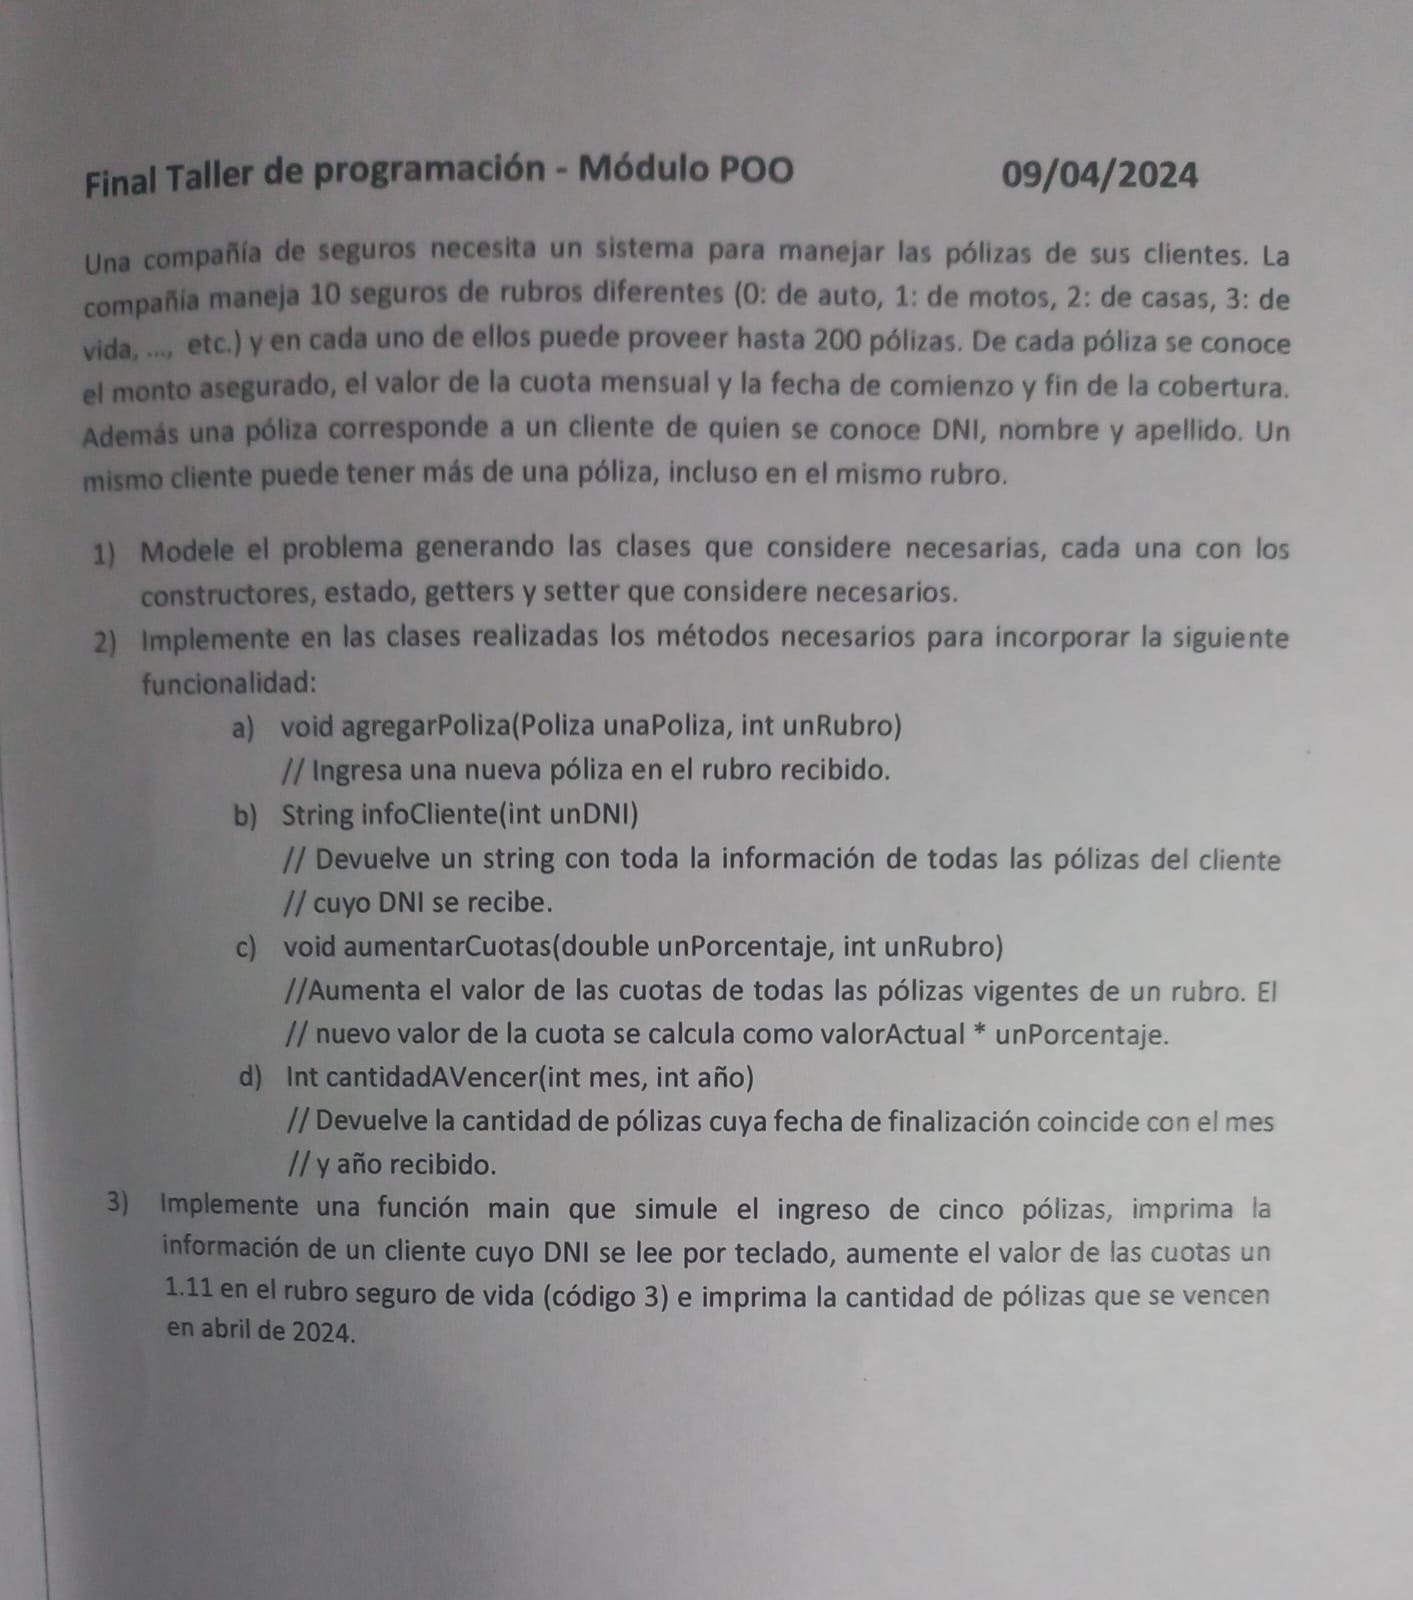 Final Taller de programación - Módulo POO 09/04/2024
Una compañía de seguros necesita un sistema para manejar las pólizas de sus clientes. La
compañía maneja 10 seguros de rubros diferentes (0: de auto, 1: de motos, 2: de casas, 3: de
vida, ..., etc.) y en cada uno de ellos puede proveer hasta 200 pólizas. De cada póliza se conoce
el monto asegurado, el valor de la cuota mensual y la fecha de comienzo y fin de la cobertura.
Además una póliza corresponde a un cliente de quien se conoce DNI, nombre y apellido. Un
mismo cliente puede tener más de una póliza, incluso en el mismo rubro.
1) Modele el problema generando las clases que considere necesarias, cada una con los
constructores, estado, getters y setter que considere necesarios.
2) Implemente en las clases realizadas los métodos necesarios para incorporar la siguiente
funcionalidad:
a) void agregarPoliza(Poliza unaPoliza, int unRubro)
// Ingresa una nueva póliza en el rubro recibido.
b) String infoCliente(int unDNI)
// Devuelve un string con toda la información de todas las pólizas del cliente
// cuyo DNI se recibe.
c) void aumentarCuotas(double unPorcentaje, int unRubro)
//Aumenta el valor de las cuotas de todas las pólizas vigentes de un rubro. El
// nuevo valor de la cuota se calcula como valorActual * unPorcentaje.
d) Int cantidadAVencer(int mes, int año)
// Devuelve la cantidad de pólizas cuya fecha de finalización coincide con el mes
// y año recibido.
3) Implemente una función main que simule el ingreso de cinco pólizas, imprima la
información de un cliente cuyo DNI se lee por teclado, aumente el valor de las cuotas un
1.11 en el rubro seguro de vida (código 3) e imprima la cantidad de pólizas que se vencen
en abril de 2024.